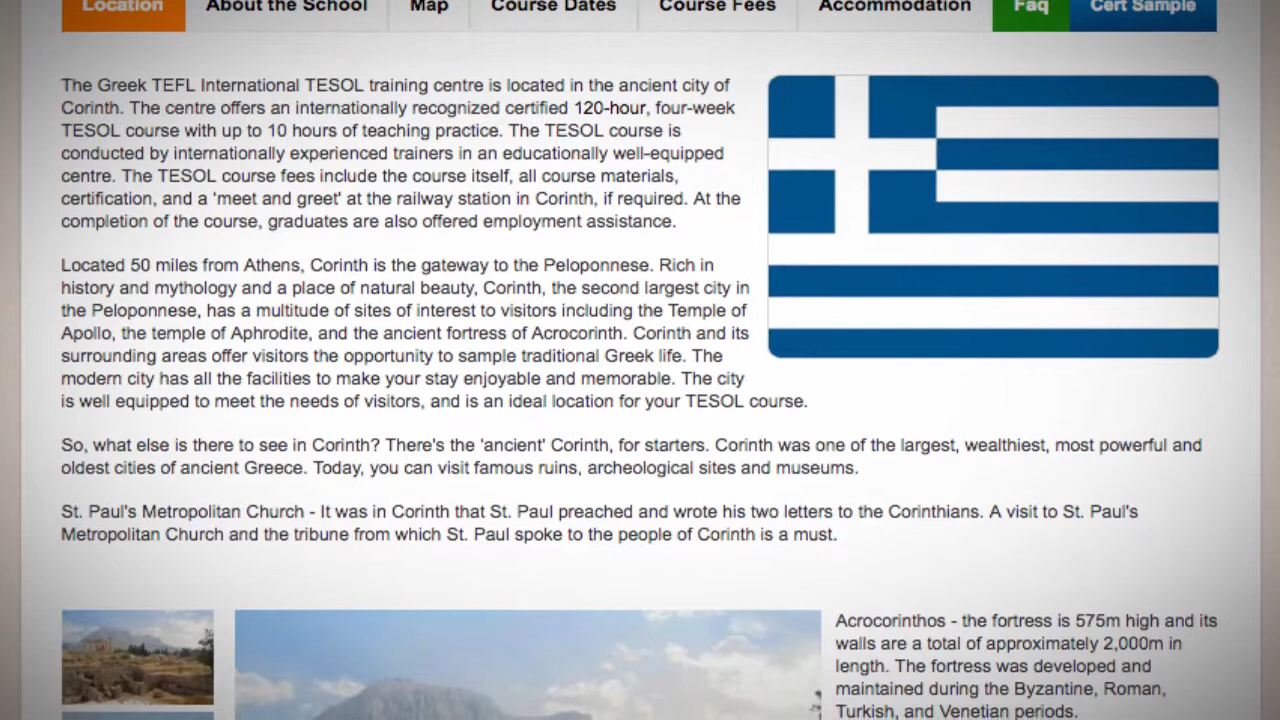 Location About the School Map Course Dates Course Fees Accommodation Faq Cert Sample
The Greek TEFL International TESOL training centre is located in the ancient city of
Corinth. The centre offers an internationally recognized certified 120-hour, four-week
TESOL course with up to 10 hours of teaching practice. The TESOL course is
conducted by internationally experienced trainers in an educationally well-equipped
centre. The TESOL course fees include the course itself, all course materials,
certification, and a 'meet and greet' at the railway station in Corinth, if required. At the
completion of the course, graduates are also offered employment assistance.
Located 50 miles from Athens, Corinth is the gateway to the Peloponnese. Rich in
history and mythology and a place of natural beauty, Corinth, the second largest city in
the Peloponnese, has a multitude of sites of interest to visitors including the Temple of
Apollo, the temple of Aphrodite, and the ancient fortress of Acrocorinth. Corinth and its
surrounding areas offer visitors the opportunity to sample traditional Greek life. The
modern city has all the facilities to make your stay enjoyable and memorable. The city
is well equipped to meet the needs of visitors, and is an ideal location for your TESOL course.
So, what else is there to see in Corinth? There's the 'ancient' Corinth, for starters. Corinth was one of the largest, wealthiest, most powerful and
oldest cities of ancient Greece. Today, you can visit famous ruins, archeological sites and museums.
St. Paul's Metropolitan Church - It was in Corinth that St. Paul preached and wrote his two letters to the Corinthians. A visit to St. Paul's
Metropolitan Church and the tribune from which St. Paul spoke to the people of Corinth is a must.
Acrocorinthos - the fortress is 575m high and its
walls are a total of approximately 2,000m in
length. The fortress was developed and
maintained during the Byzantine, Roman,
Turkish, and Venetian periods.